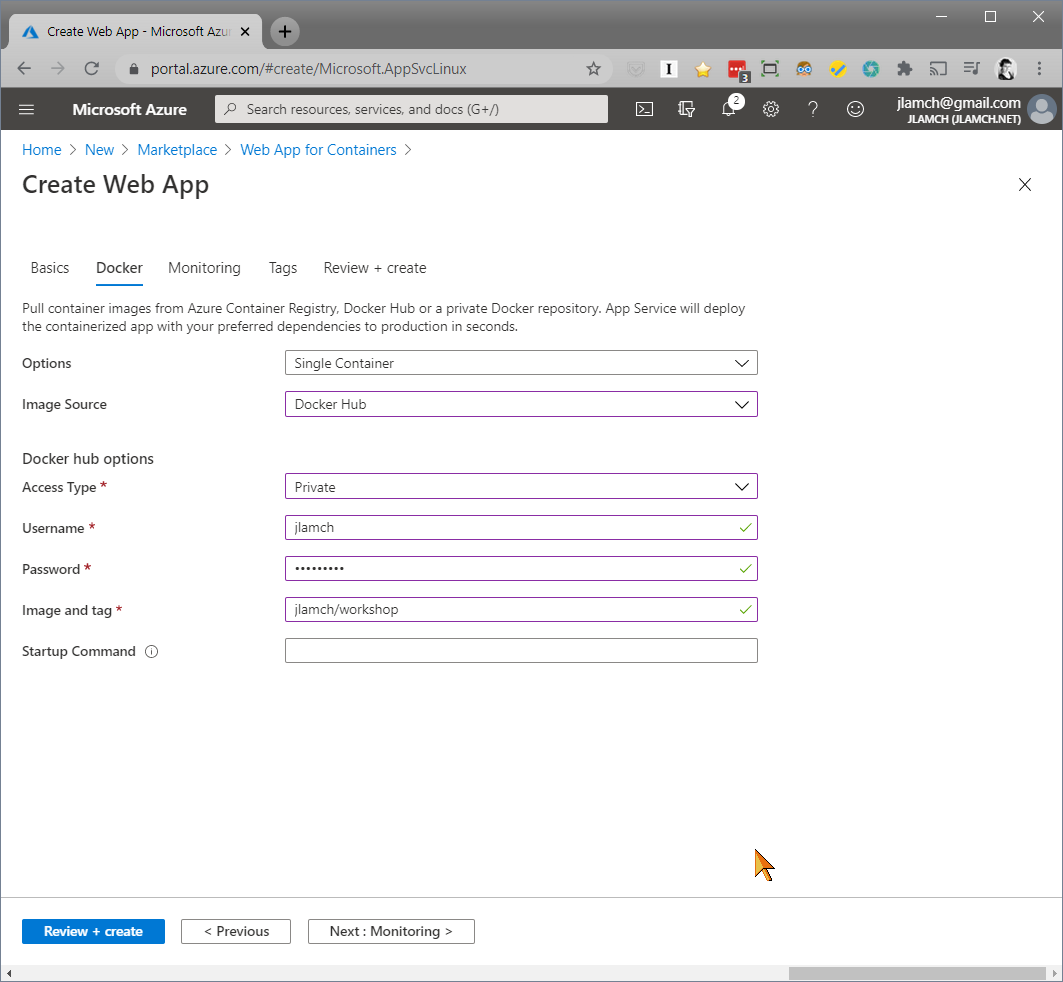 Create Web App - Microsoft Azu
portal.azure.com/#create/Microsoft.AppSvcLinux
I
3
Microsoft Azure
Search resources, services, and docs (G+/)
2
jlamch@gmail.com
JLAMCH (JLAMCH.NET)
Home > New > Marketplace > Web App for Containers >
Create Web App
Basics Docker Monitoring Tags Review + create
Pull container images from Azure Container Registry, Docker Hub or a private Docker repository. App Service will deploy
the containerized app with your preferred dependencies to production in seconds.
Options Single Container
Image Source Docker Hub
Docker hub options
Access Type * Private
Username * jlamch
Password * •••••••••
Image and tag * jlamch/workshop
Startup Command
Review + create < Previous Next : Monitoring >